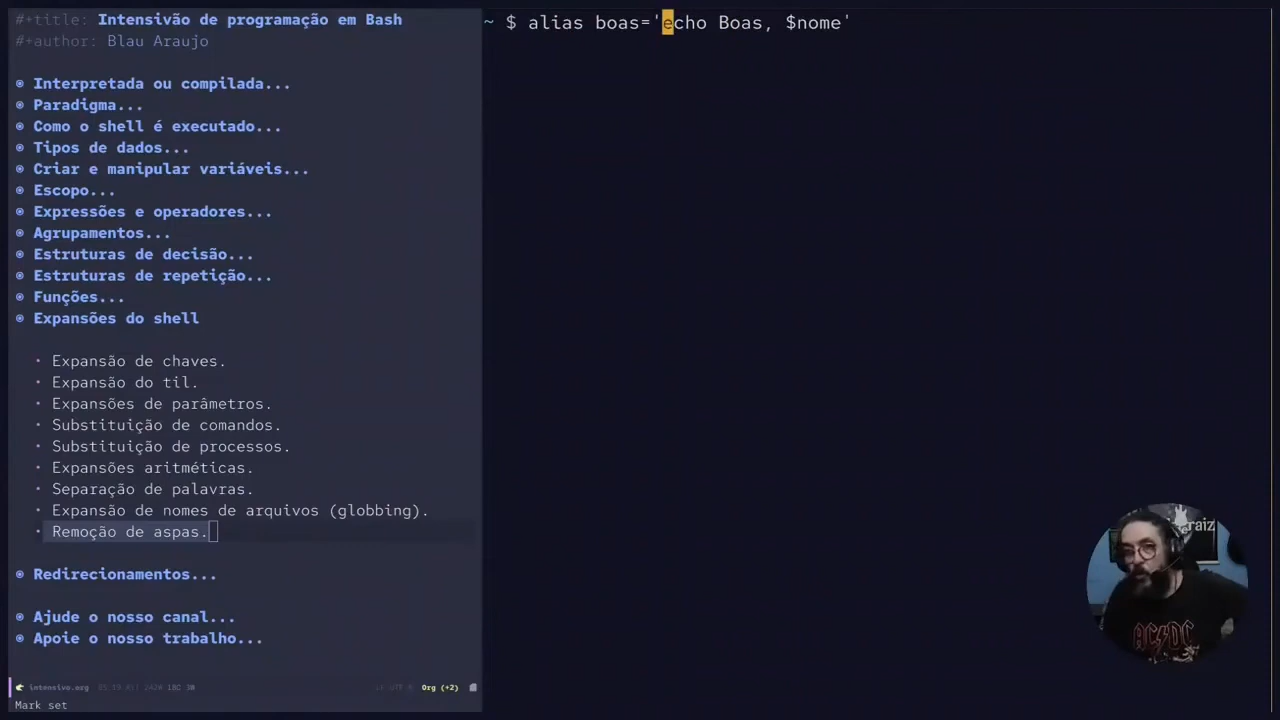 #+title: Intensivão de programação em Bash
#+author: Blau Araujo
Interpretada ou compilada...
Paradigma...
Como o shell é executado...
Tipos de dados...
Criar e manipular variáveis...
Escopo...
Expressões e operadores...
Agrupamentos...
Estruturas de decisão...
Estruturas de repetição...
Funções...
Expansões do shell
• Expansão de chaves.
• Expansão do til.
• Expansões de parâmetros.
• Substituição de comandos.
• Substituição de processos.
• Expansões aritméticas.
• Separação de palavras.
• Expansão de nomes de arquivos (globbing).
• Remoção de aspas.
Redirecionamentos...
Ajude o nosso canal...
Apoie o nosso trabalho...
intensivo.org
Org (+2)
Mark set
~ $ alias boas='echo Boas, $nome'
raiz
AC/DC